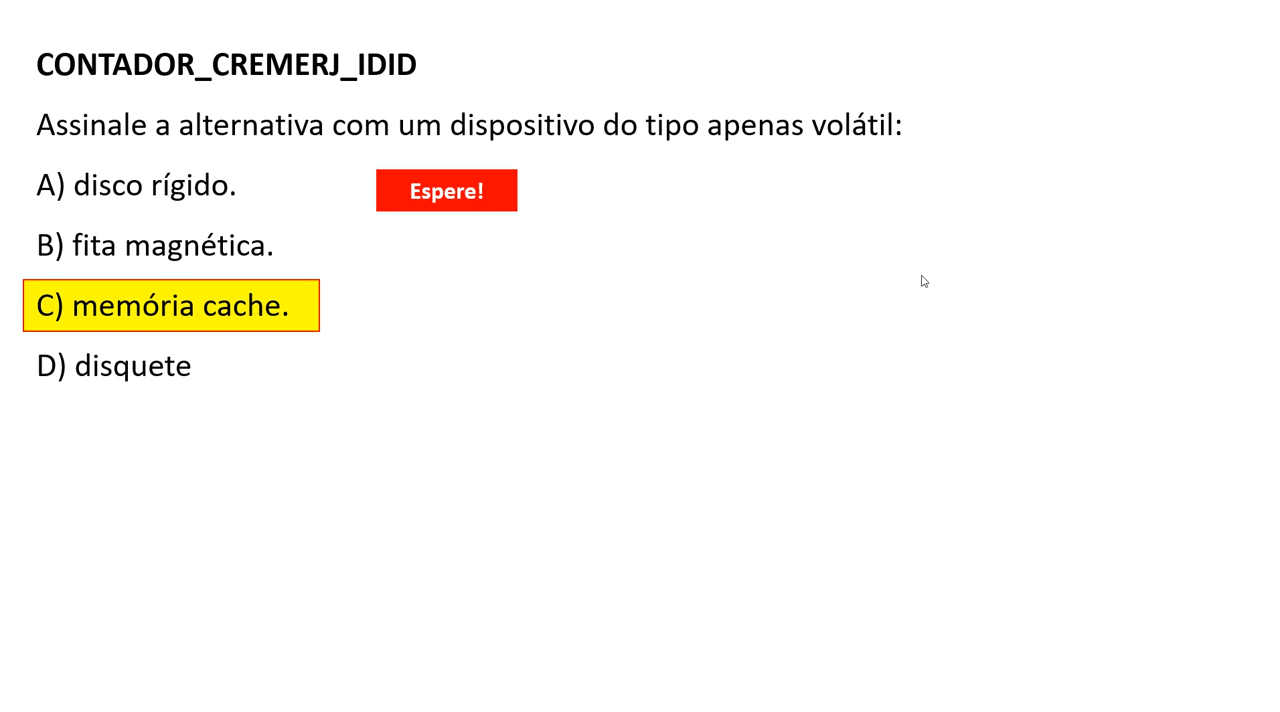 CONTADOR_CREMERJ_IDID
Assinale a alternativa com um dispositivo do tipo apenas volátil:
A) disco rígido.
Espere!
B) fita magnética.
C) memória cache.
D) disquete